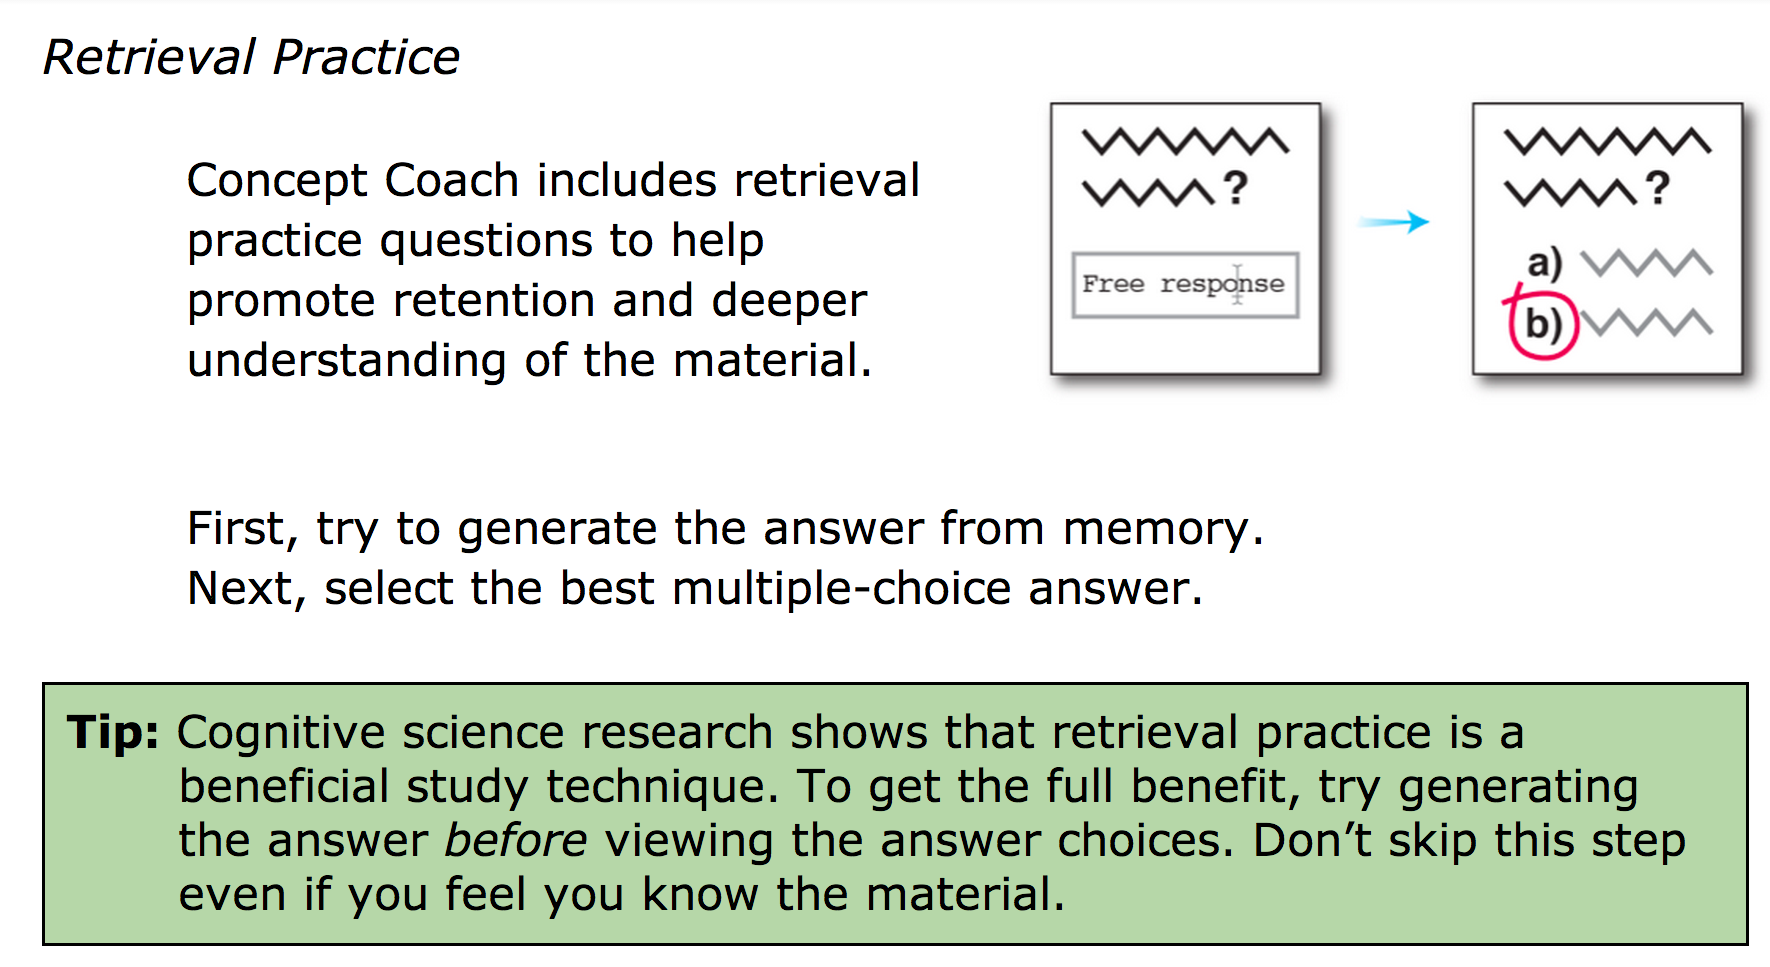 Retrieval Practice
Concept Coach includes retrieval
practice questions to help
promote retention and deeper
understanding of the material.
?
Free response
?
a)
b)
First, try to generate the answer from memory.
Next, select the best multiple-choice answer.
Tip: Cognitive science research shows that retrieval practice is a
beneficial study technique. To get the full benefit, try generating
the answer before viewing the answer choices. Don’t skip this step
even if you feel you know the material.